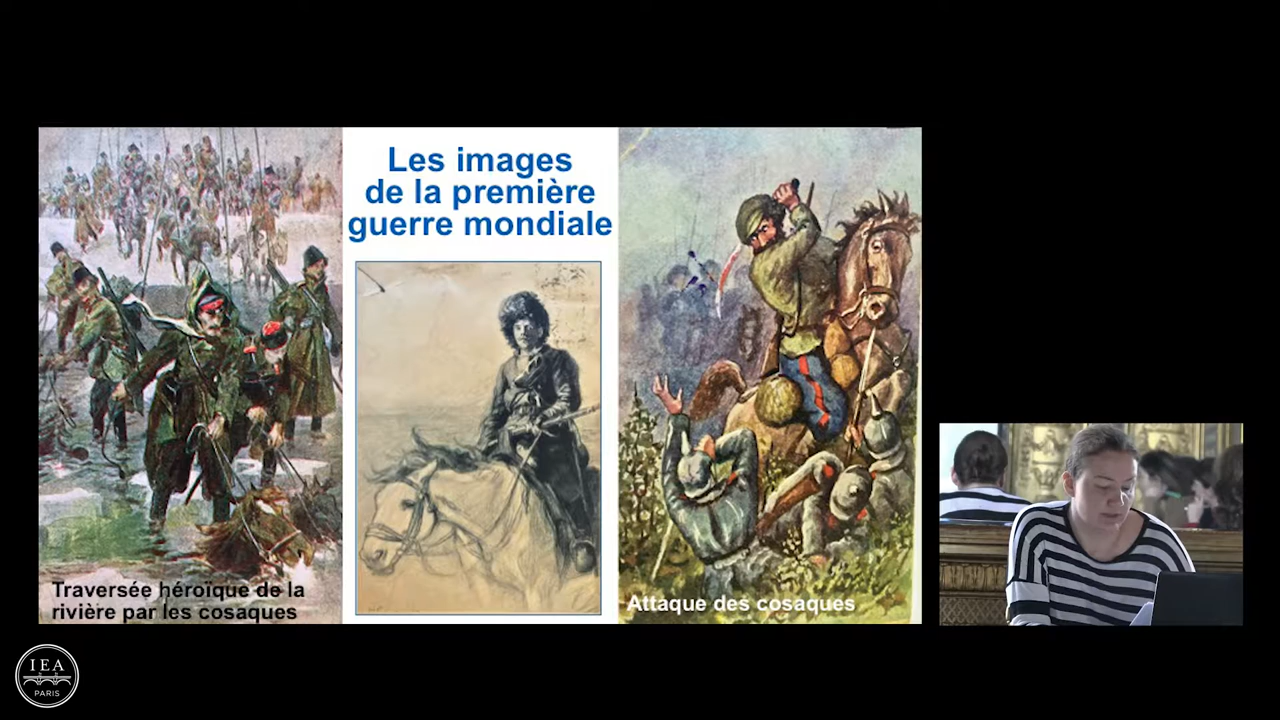 Les images
de la première
guerre mondiale
Traversée héroïque de la
rivière par les cosaques
Attaque des cosaques
IEA
PARIS